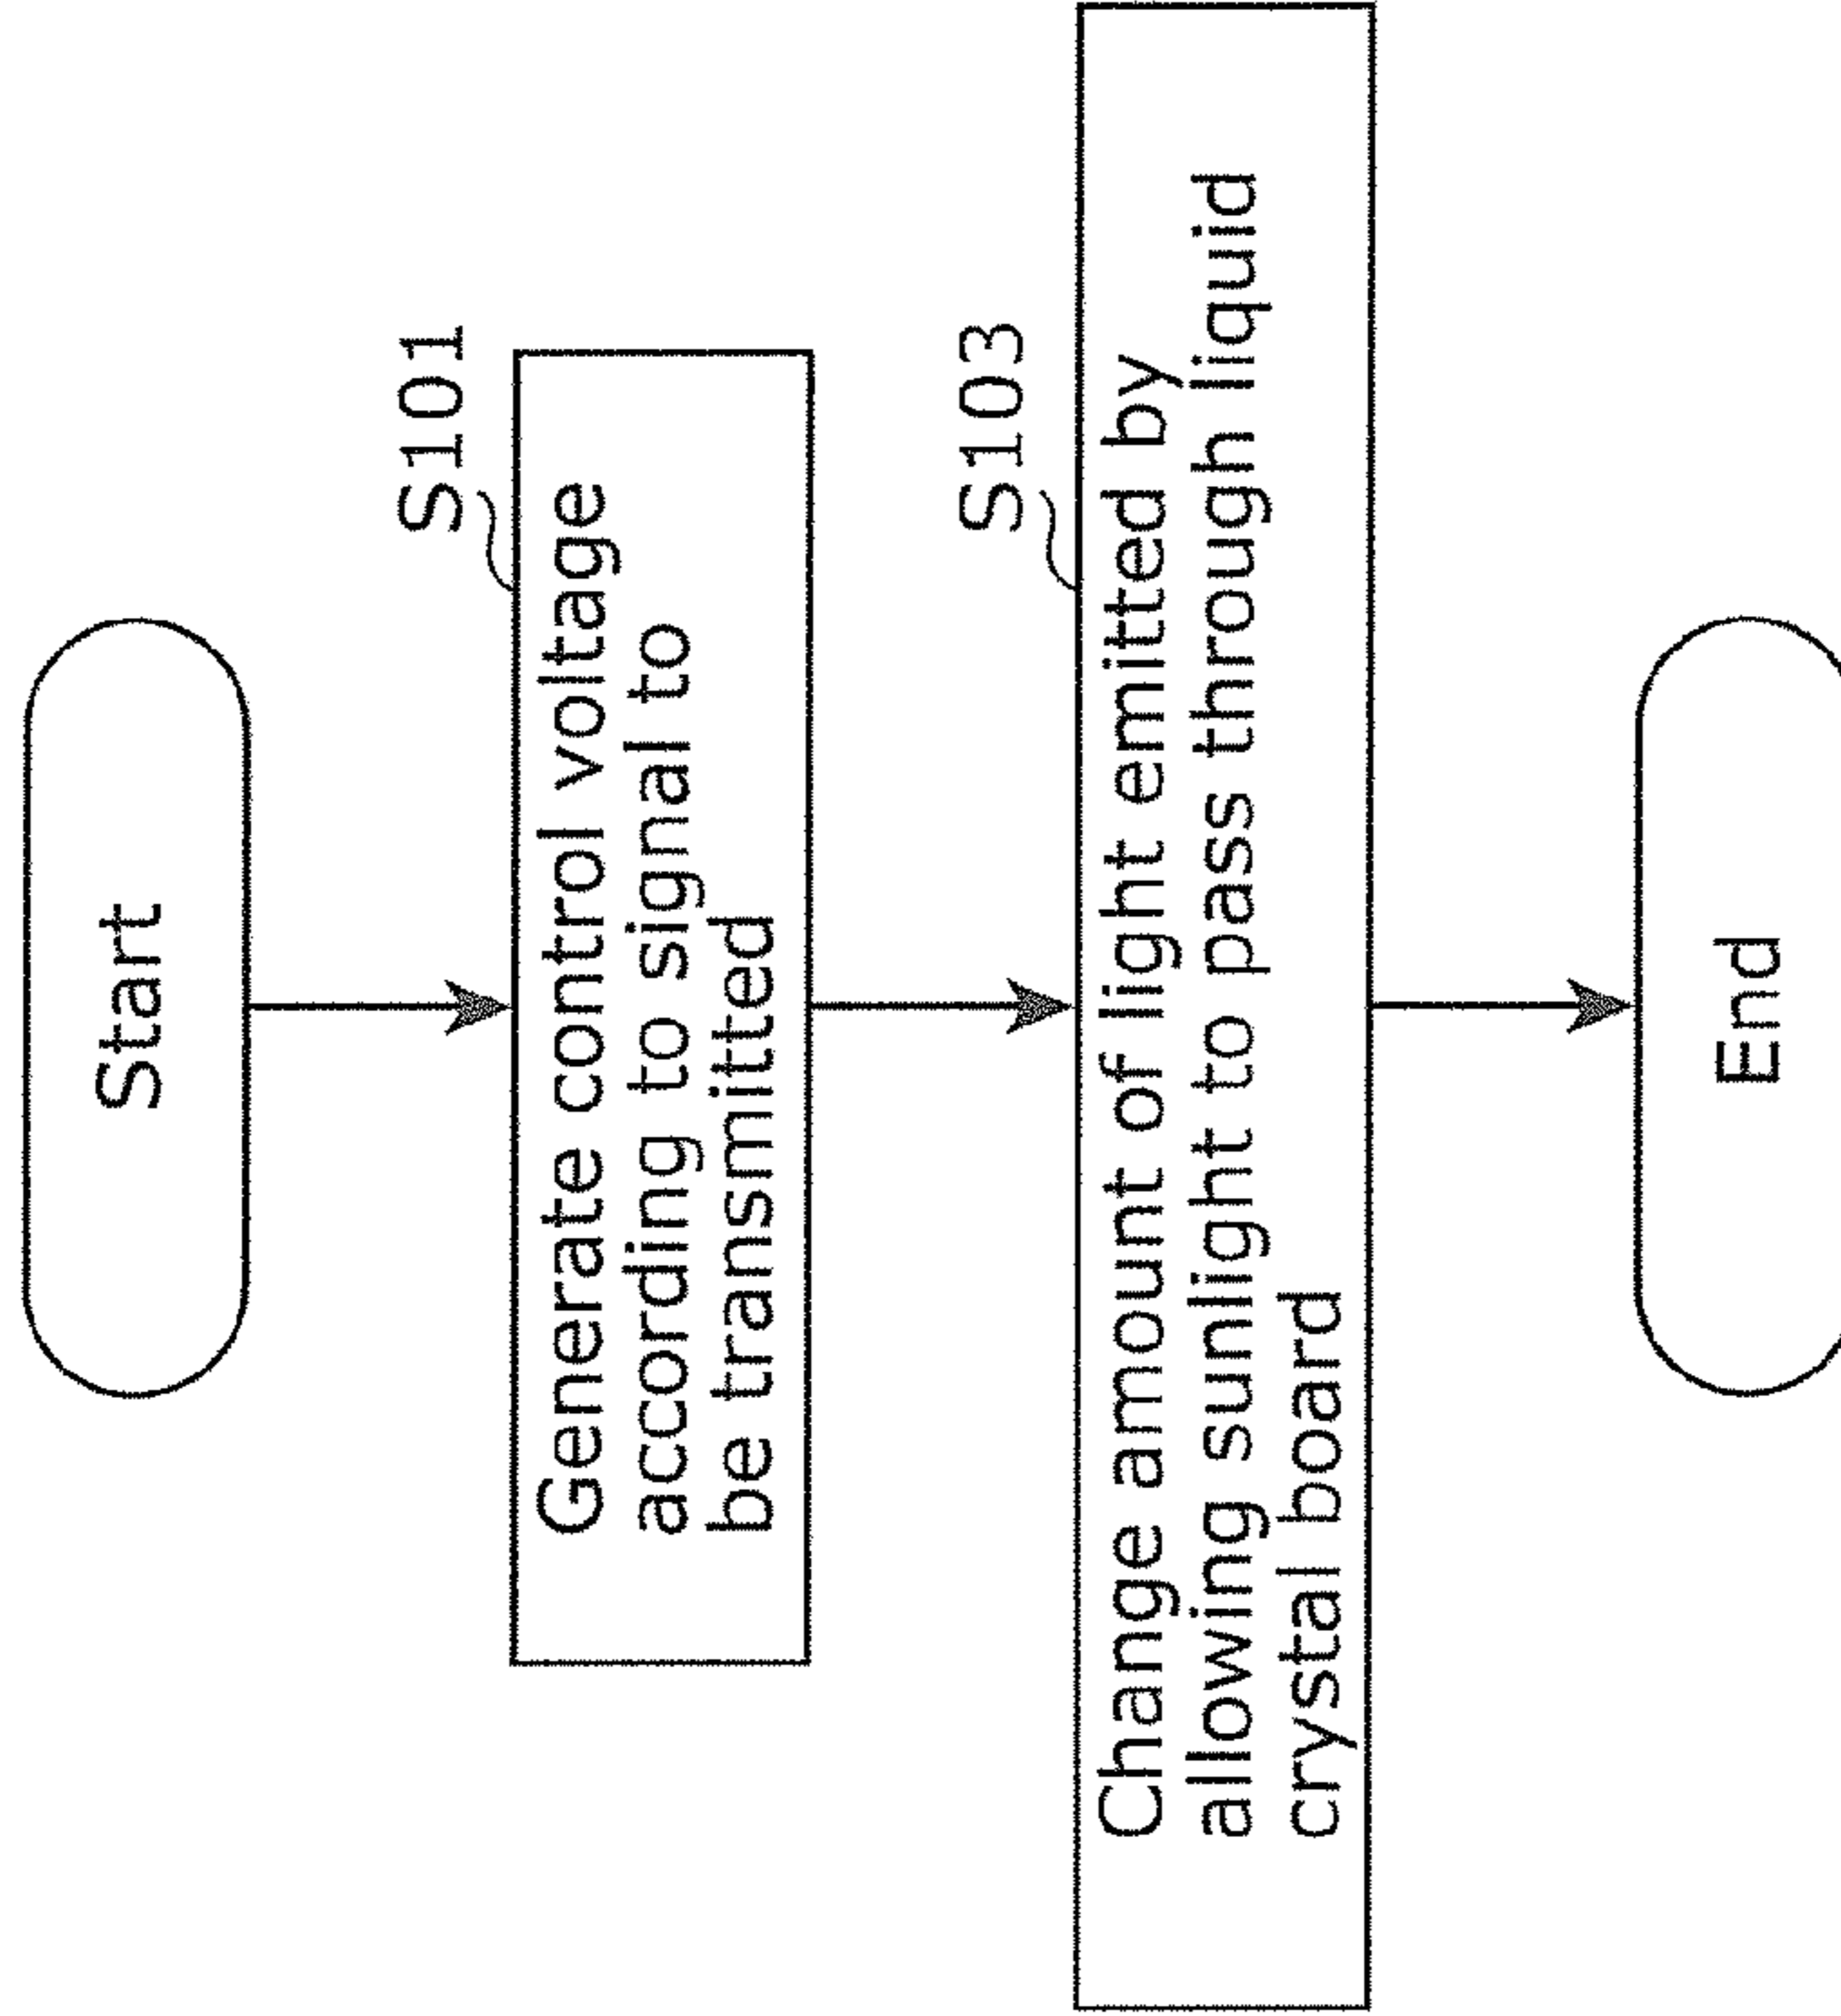 Start
S101
Generate control voltage
according to signal to
be transmitted
S103
Change amount of light emitted by
allowing sunlight to pass through liquid
crystal board
End